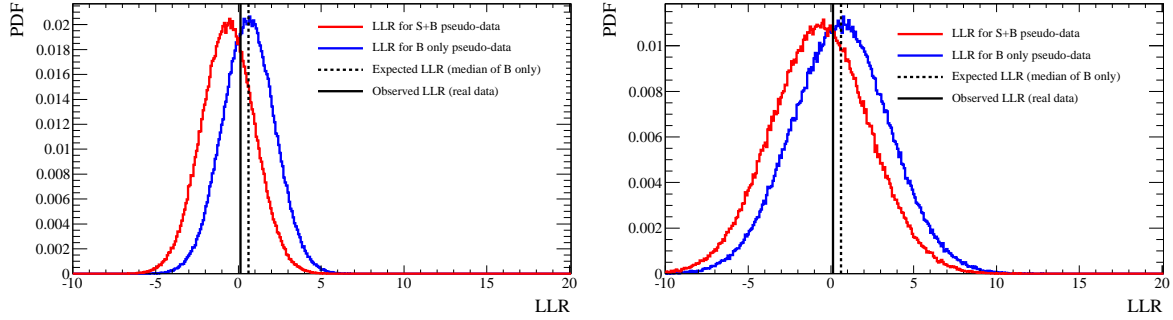 PDF
0.02
0.018
0.016
0.014
0.012
0.01
0.008
0.006
0.004
0.002
0
-10
-5
0
5
10
15
20
LLR
LLR for S+B pseudo-data
LLR for B only pseudo-data
Expected LLR (median of B only)
Observed LLR (real data)
PDF
0.01
0.008
0.006
0.004
0.002
0
-10
-5
0
5
10
15
20
LLR
LLR for S+B pseudo-data
LLR for B only pseudo-data
Expected LLR (median of B only)
Observed LLR (real data)